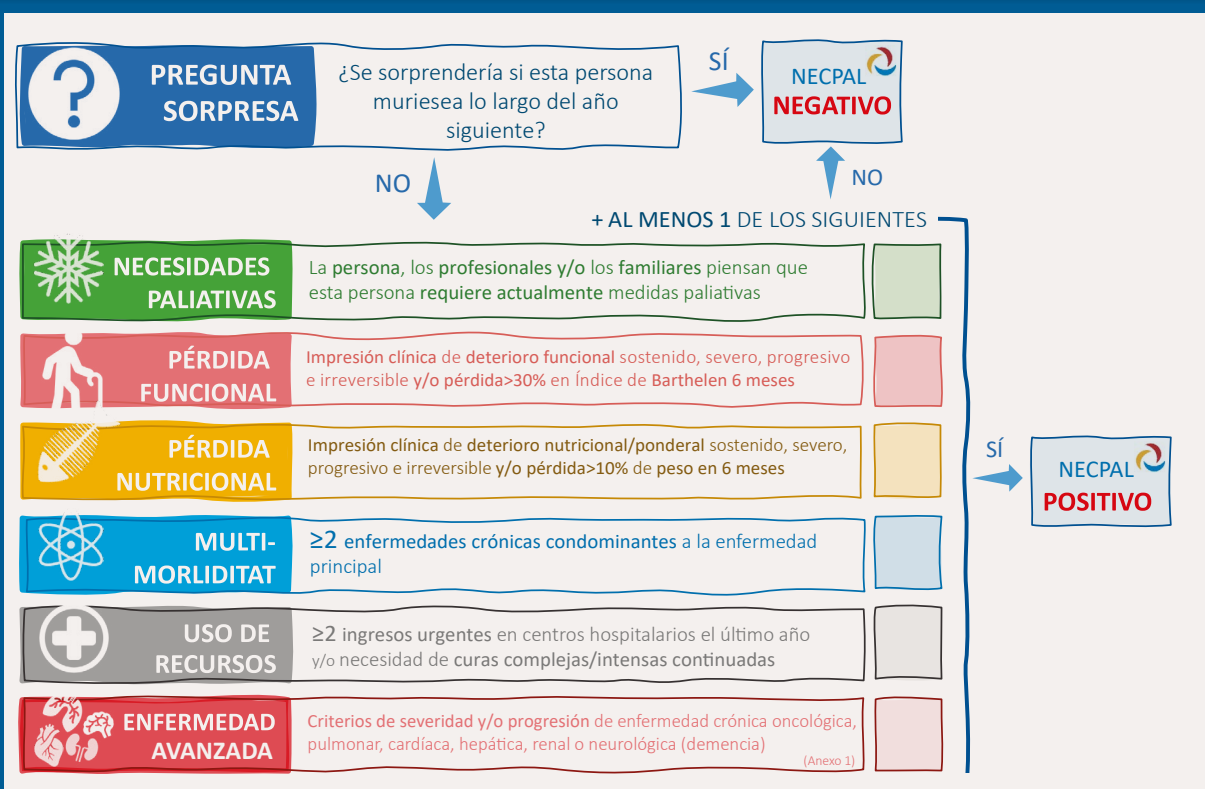 PREGUNTA
SORPRESA
¿Se sorprendería si esta persona
muriesea lo largo del año
siguiente?
SÍ
NECPAL
NEGATIVO
NO
NO
+ AL MENOS 1 DE LOS SIGUIENTES
NECESIDADES
PALIATIVAS
La persona, los profesionales y/o los familiares piensan que
esta persona requiere actualmente medidas paliativas
PÉRDIDA
FUNCIONAL
Impresión clínica de deterioro funcional sostenido, severo, progresivo
e irreversible y/o pérdida>30% en Índice de Barthelen 6 meses
PÉRDIDA
NUTRICIONAL
Impresión clínica de deterioro nutricional/ponderal sostenido, severo,
progresivo e irreversible y/o pérdida>10% de peso en 6 meses
SÍ
NECPAL
POSITIVO
MULTI-
MORLIDITAT
≥2 enfermedades crónicas condominantes a la enfermedad
principal
USO DE
RECURSOS
≥2 ingresos urgentes en centros hospitalarios el último año
y/o necesidad de curas complejas/intensas continuadas
ENFERMEDAD
AVANZADA
Criterios de severidad y/o progresión de enfermedad crónica oncológica,
pulmonar, cardíaca, hepática, renal o neurológica (demencia)
(Anexo 1)